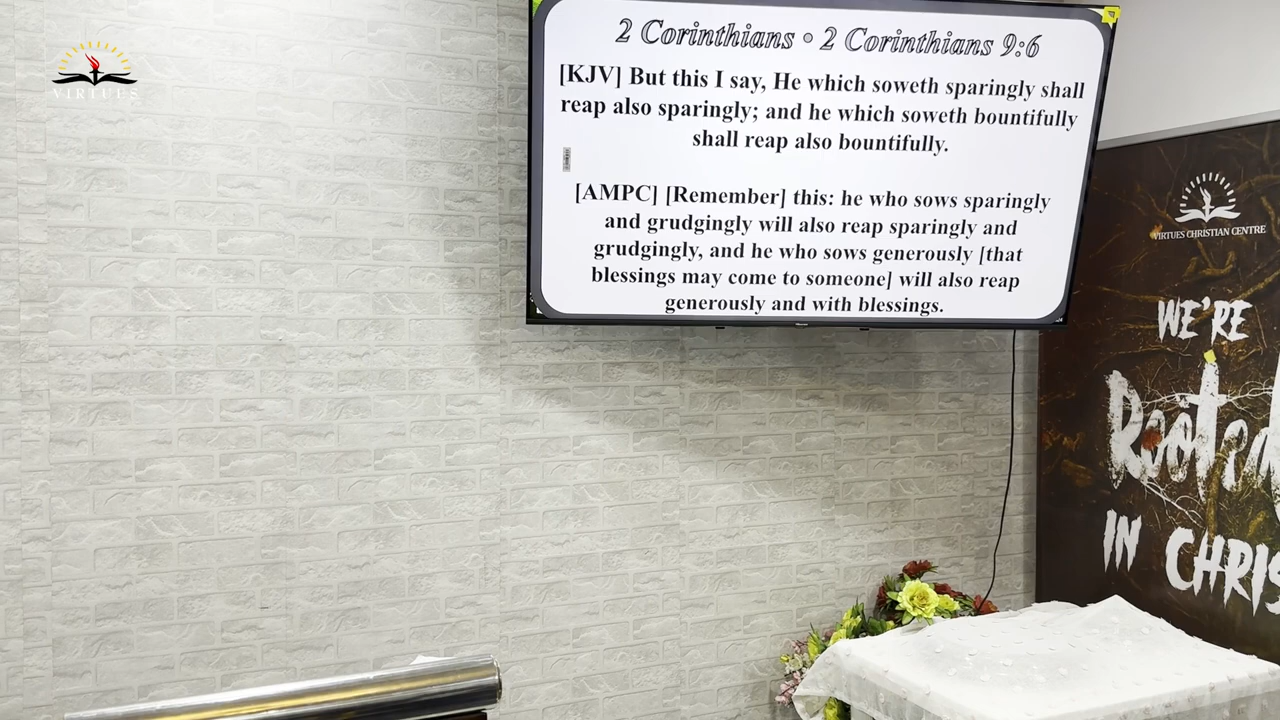 VIRTUES
2 Corinthians • 2 Corinthians 9:6
[KJV] But this I say, He which soweth sparingly shall
reap also sparingly; and he which soweth bountifully
shall reap also bountifully.
[AMPC] [Remember] this: he who sows sparingly
and grudgingly will also reap sparingly and
grudgingly, and he who sows generously [that
blessings may come to someone] will also reap
generously and with blessings.
VIRTUES CHRISTIAN CENTRE
WE'RE
Rooted
IN CHRIS